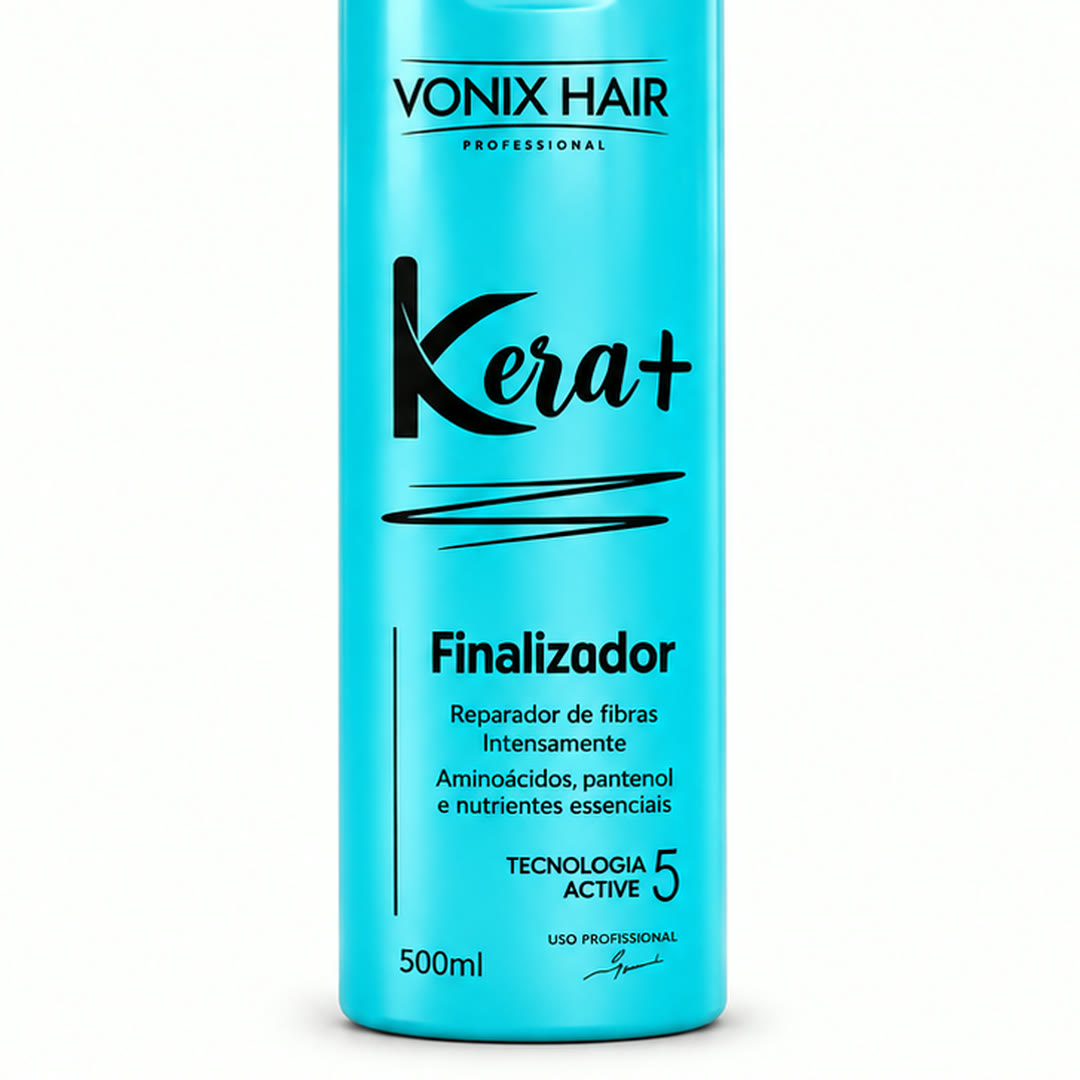 VONIX HAIR
PROFESSIONAL
Kera+
Finalizador
Reparador de fibras
Intensamente
Aminoácidos, pantenol
e nutrientes essenciais
TECNOLOGIA
ACTIVE 5
USO PROFISSIONAL
500ml